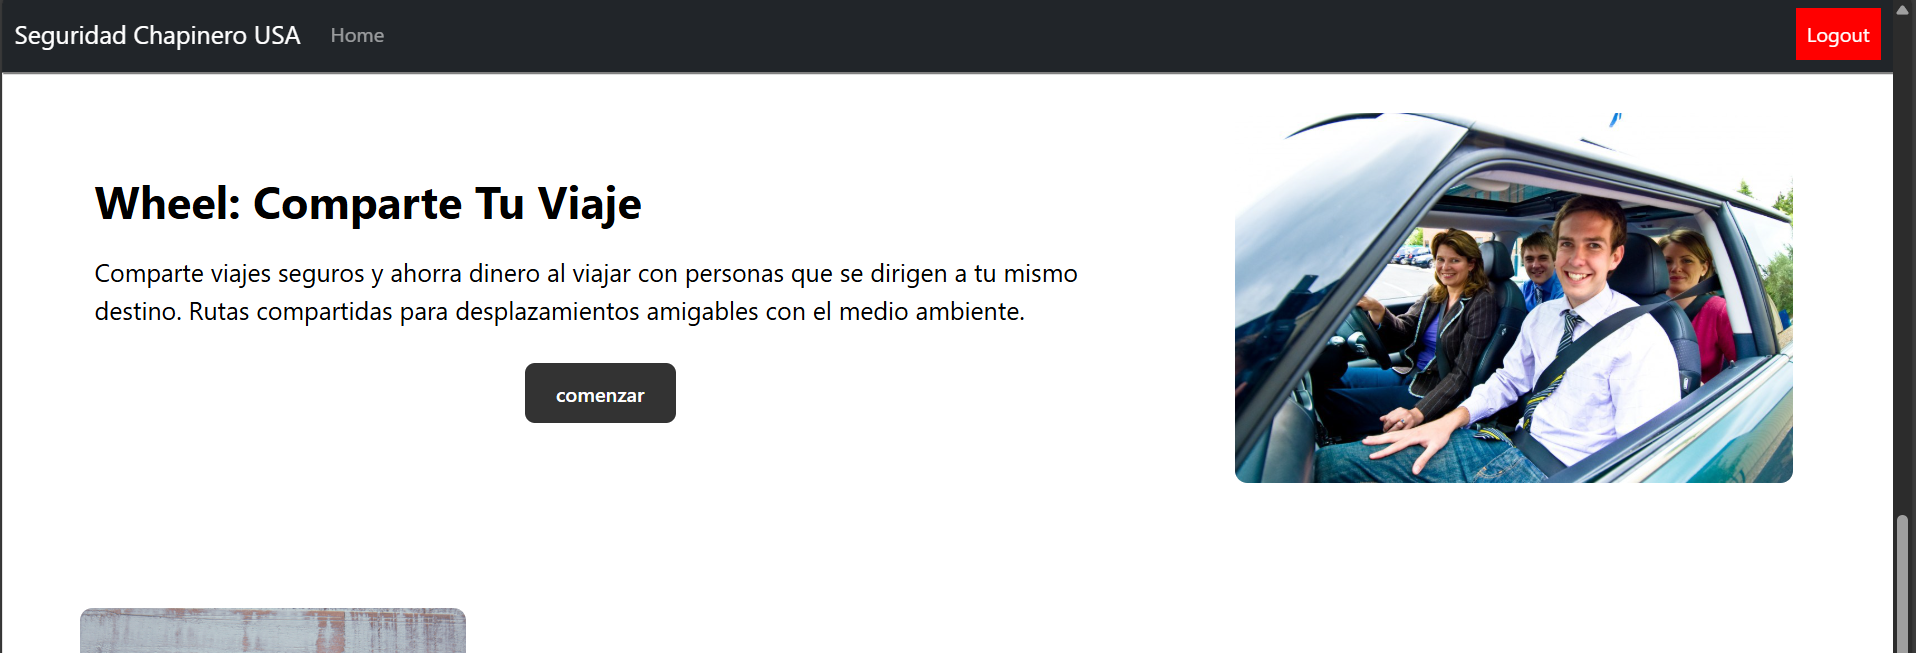 Seguridad Chapinero USA Home Logout
Wheel: Comparte Tu Viaje
Comparte viajes seguros y ahorra dinero al viajar con personas que se dirigen a tu mismo
destino. Rutas compartidas para desplazamientos amigables con el medio ambiente.
comenzar